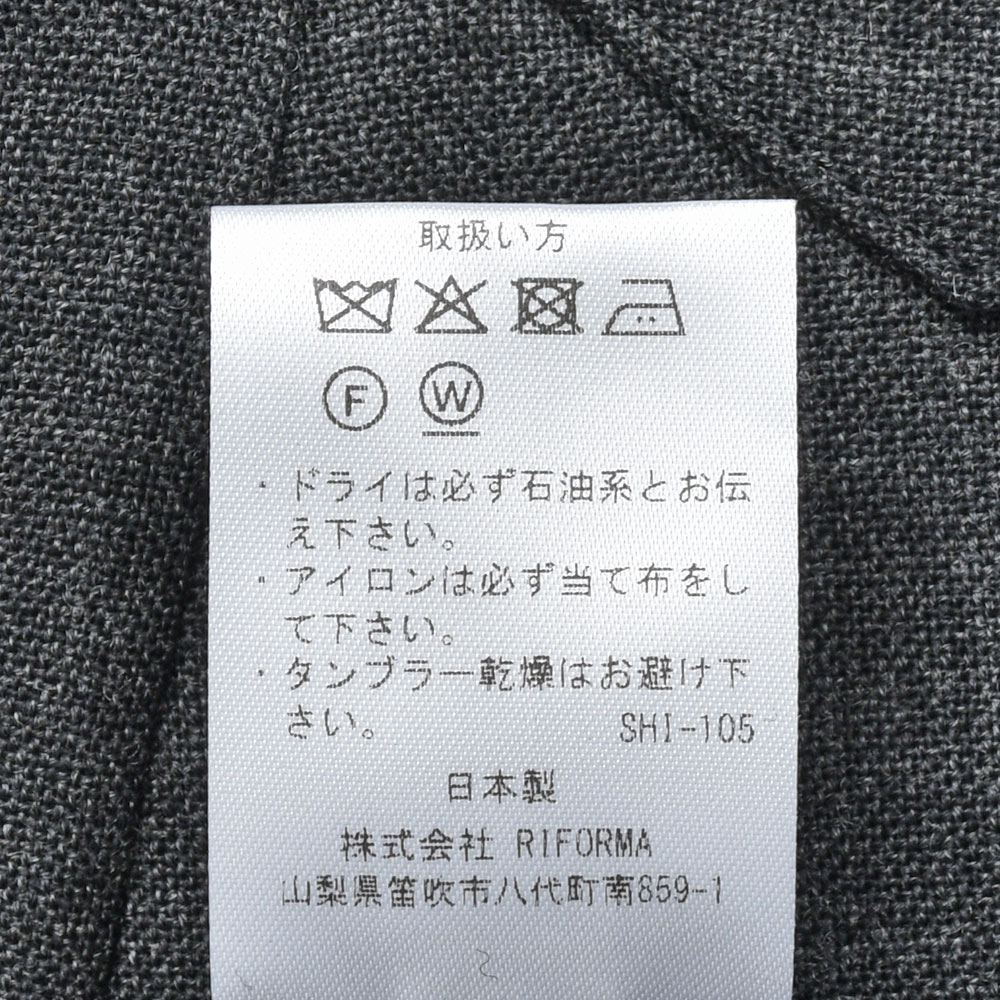 取扱い方
F W
・ドライは必ず石油系とお伝
え下さい。
・アイロンは必ず当て布をし
て下さい。
・タンブラー乾燥はお避け下
さい。 SHI-105
日本製
株式会社 RIFORMA
山梨県笛吹市八代町南859-1